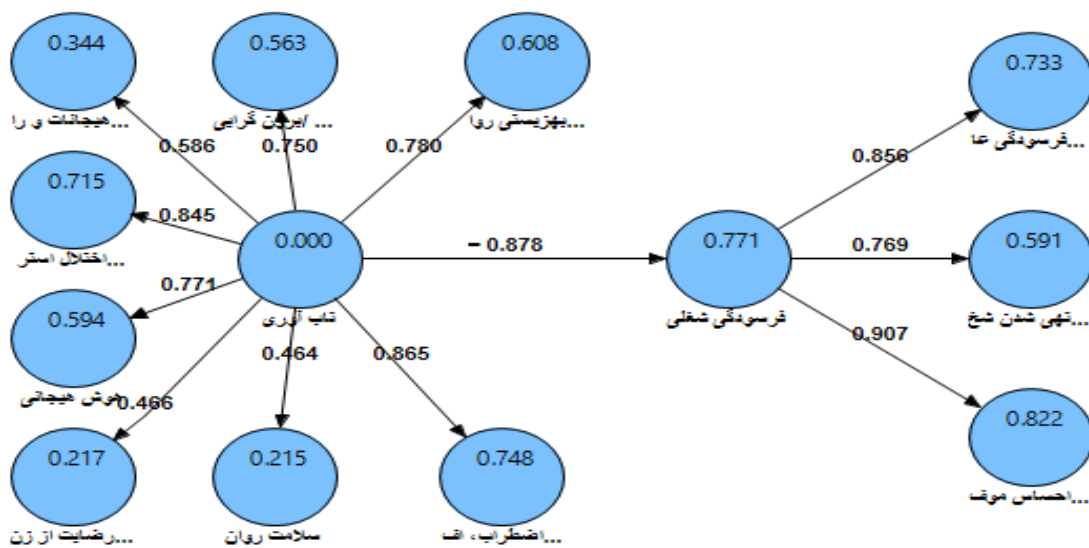 0.344
0.563
0.608
0.733
هیجانات و را...
برون گرایی/ ...
بهزیستی روا...
فرسودگی عا...
0.586
0.750
0.780
0.856
0.715
0.845
اختلال استر...
0.000
– 0.878
0.771
0.769
0.591
تاب آوری
فرسودگی شغلی
تهی شدن شخ...
0.771
0.594
هوش هیجانی
0.466
0.464
0.865
0.907
0.217
0.215
0.748
0.822
رضایت از زن...
سلامت روان
اضطراب، اف...
احساس موف...